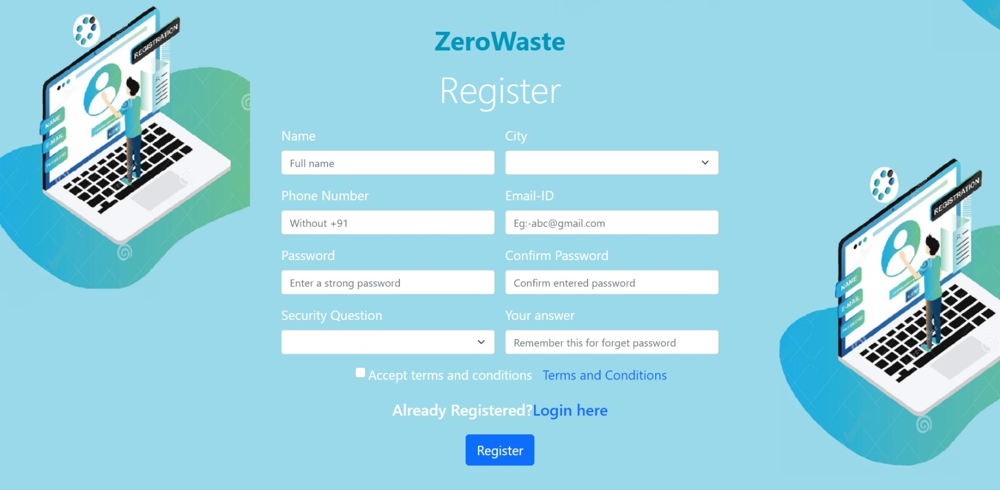 ZeroWaste
Register
Name
City
Full name
Phone Number
Email-ID
Without +91
Eg:-abc@gmail.com
Password
Confirm Password
Enter a strong password
Confirm entered password
Security Question
Your answer
Remember this for forget password
Accept terms and conditions Terms and Conditions
Already Registered?Login here
Register
REGISTRATION
NAME
E-MAIL
PASSWORD
REGISTRATION
NAME
E-MAIL
PASSWORD